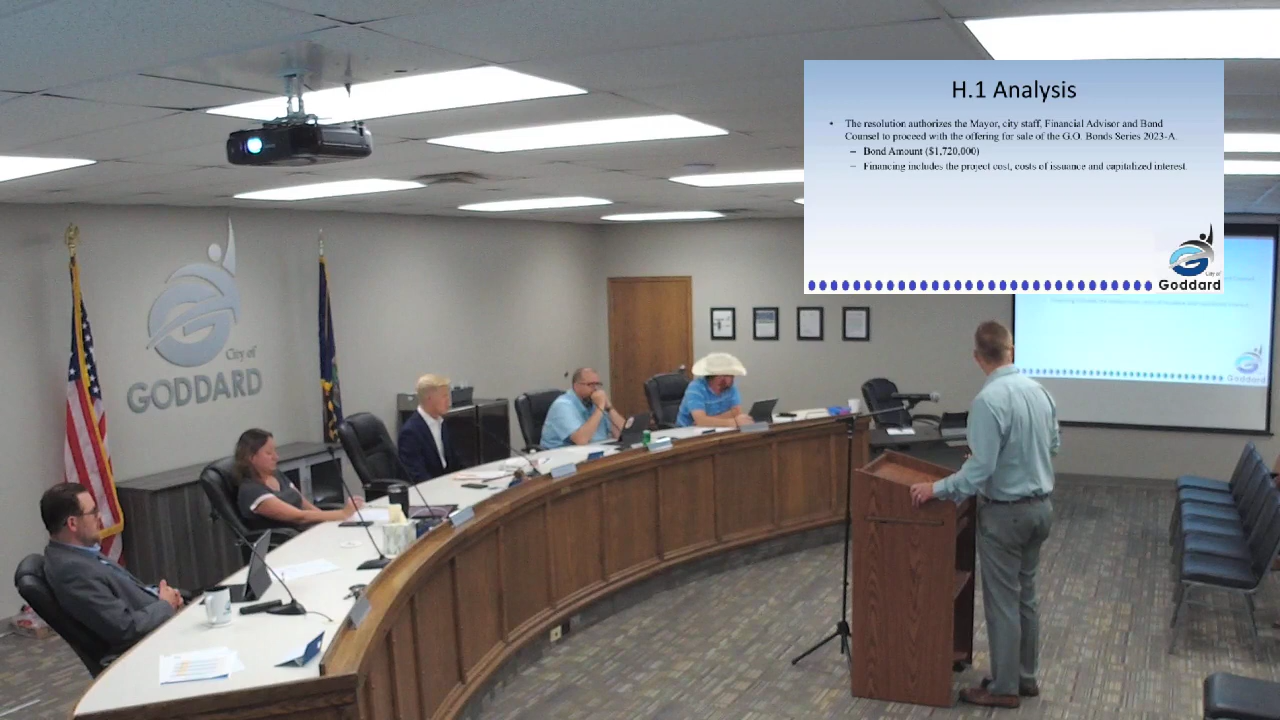 H.1 Analysis
• The resolution authorizes the Mayor, city staff, Financial Advisor and Bond
Counsel to proceed with the offering for sale of the G.O. Bonds Series 2023-A.
– Bond Amount ($1,720,000)
– Financing includes the project cost, costs of issuance and capitalized interest.
City of
Goddard
City of
GODDARD
Goddard